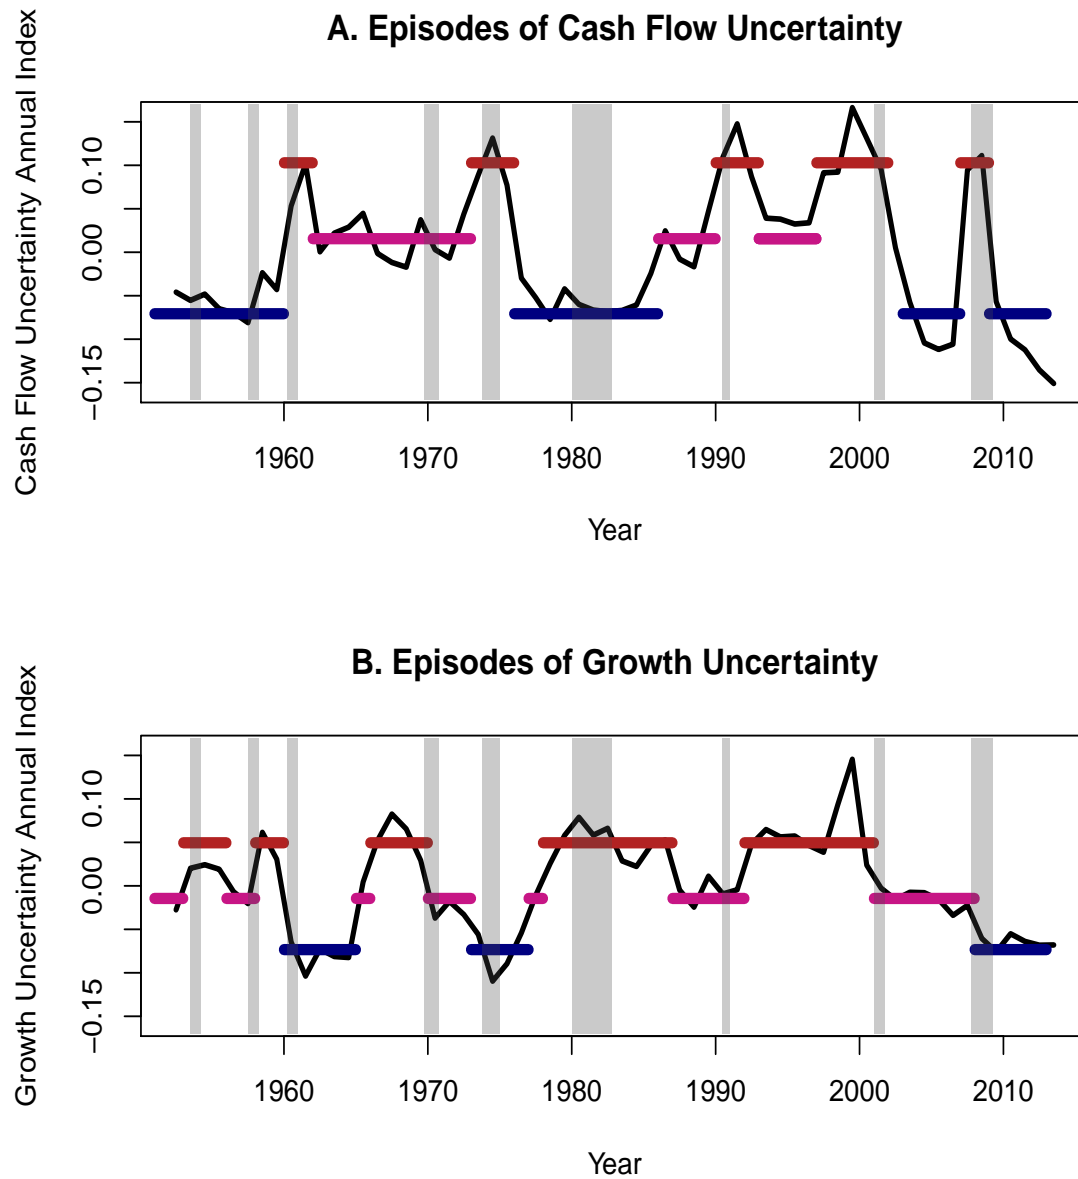 A. Episodes of Cash Flow Uncertainty
Cash Flow Uncertainty Annual Index
0.10
0.00
−0.15
1960 1970 1980 1990 2000 2010
Year
B. Episodes of Growth Uncertainty
Growth Uncertainty Annual Index
0.10
0.00
−0.15
1960 1970 1980 1990 2000 2010
Year